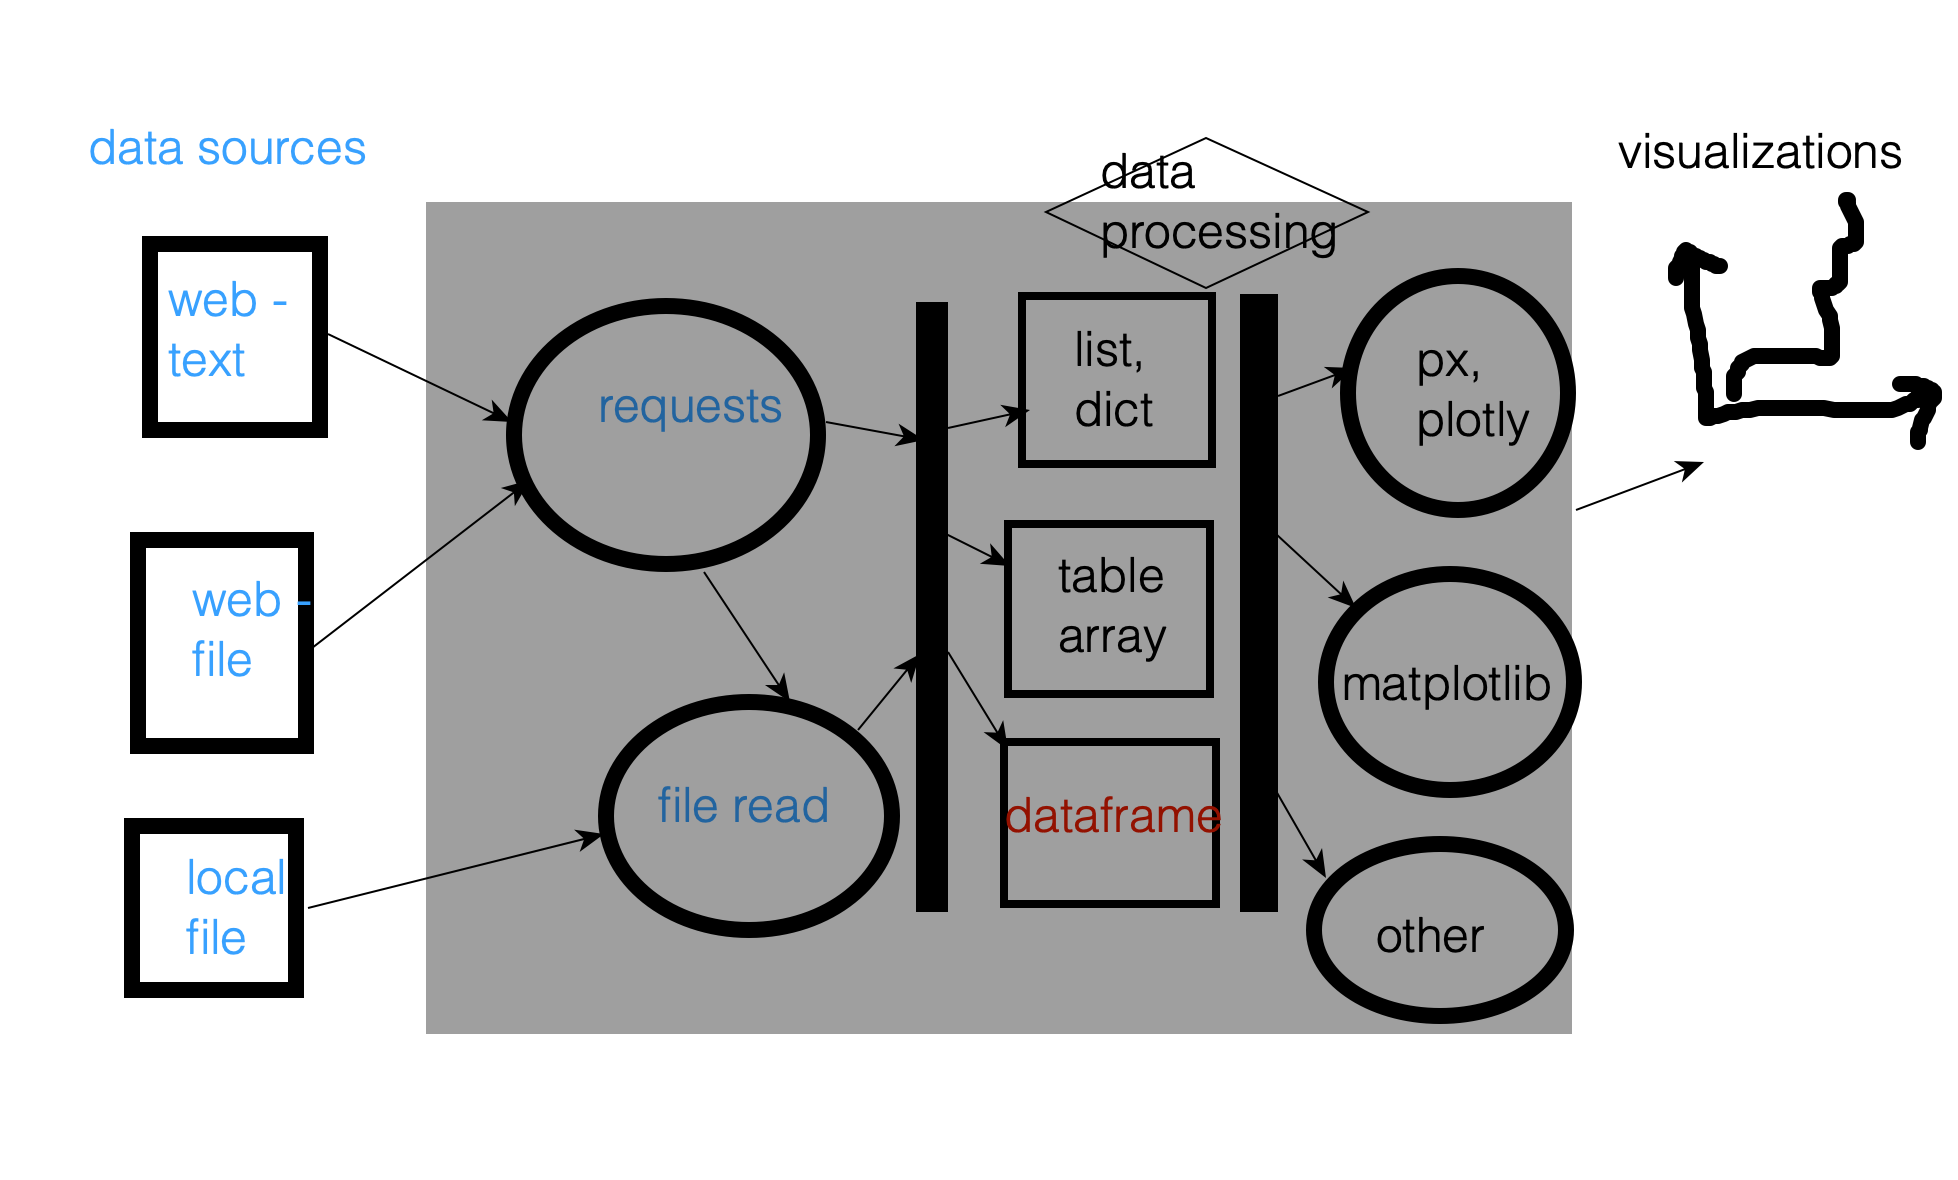 data sources
data
processing
visualizations
web -
text
web -
file
local
file
requests
file read
list,
dict
table
array
dataframe
px,
plotly
matplotlib
other